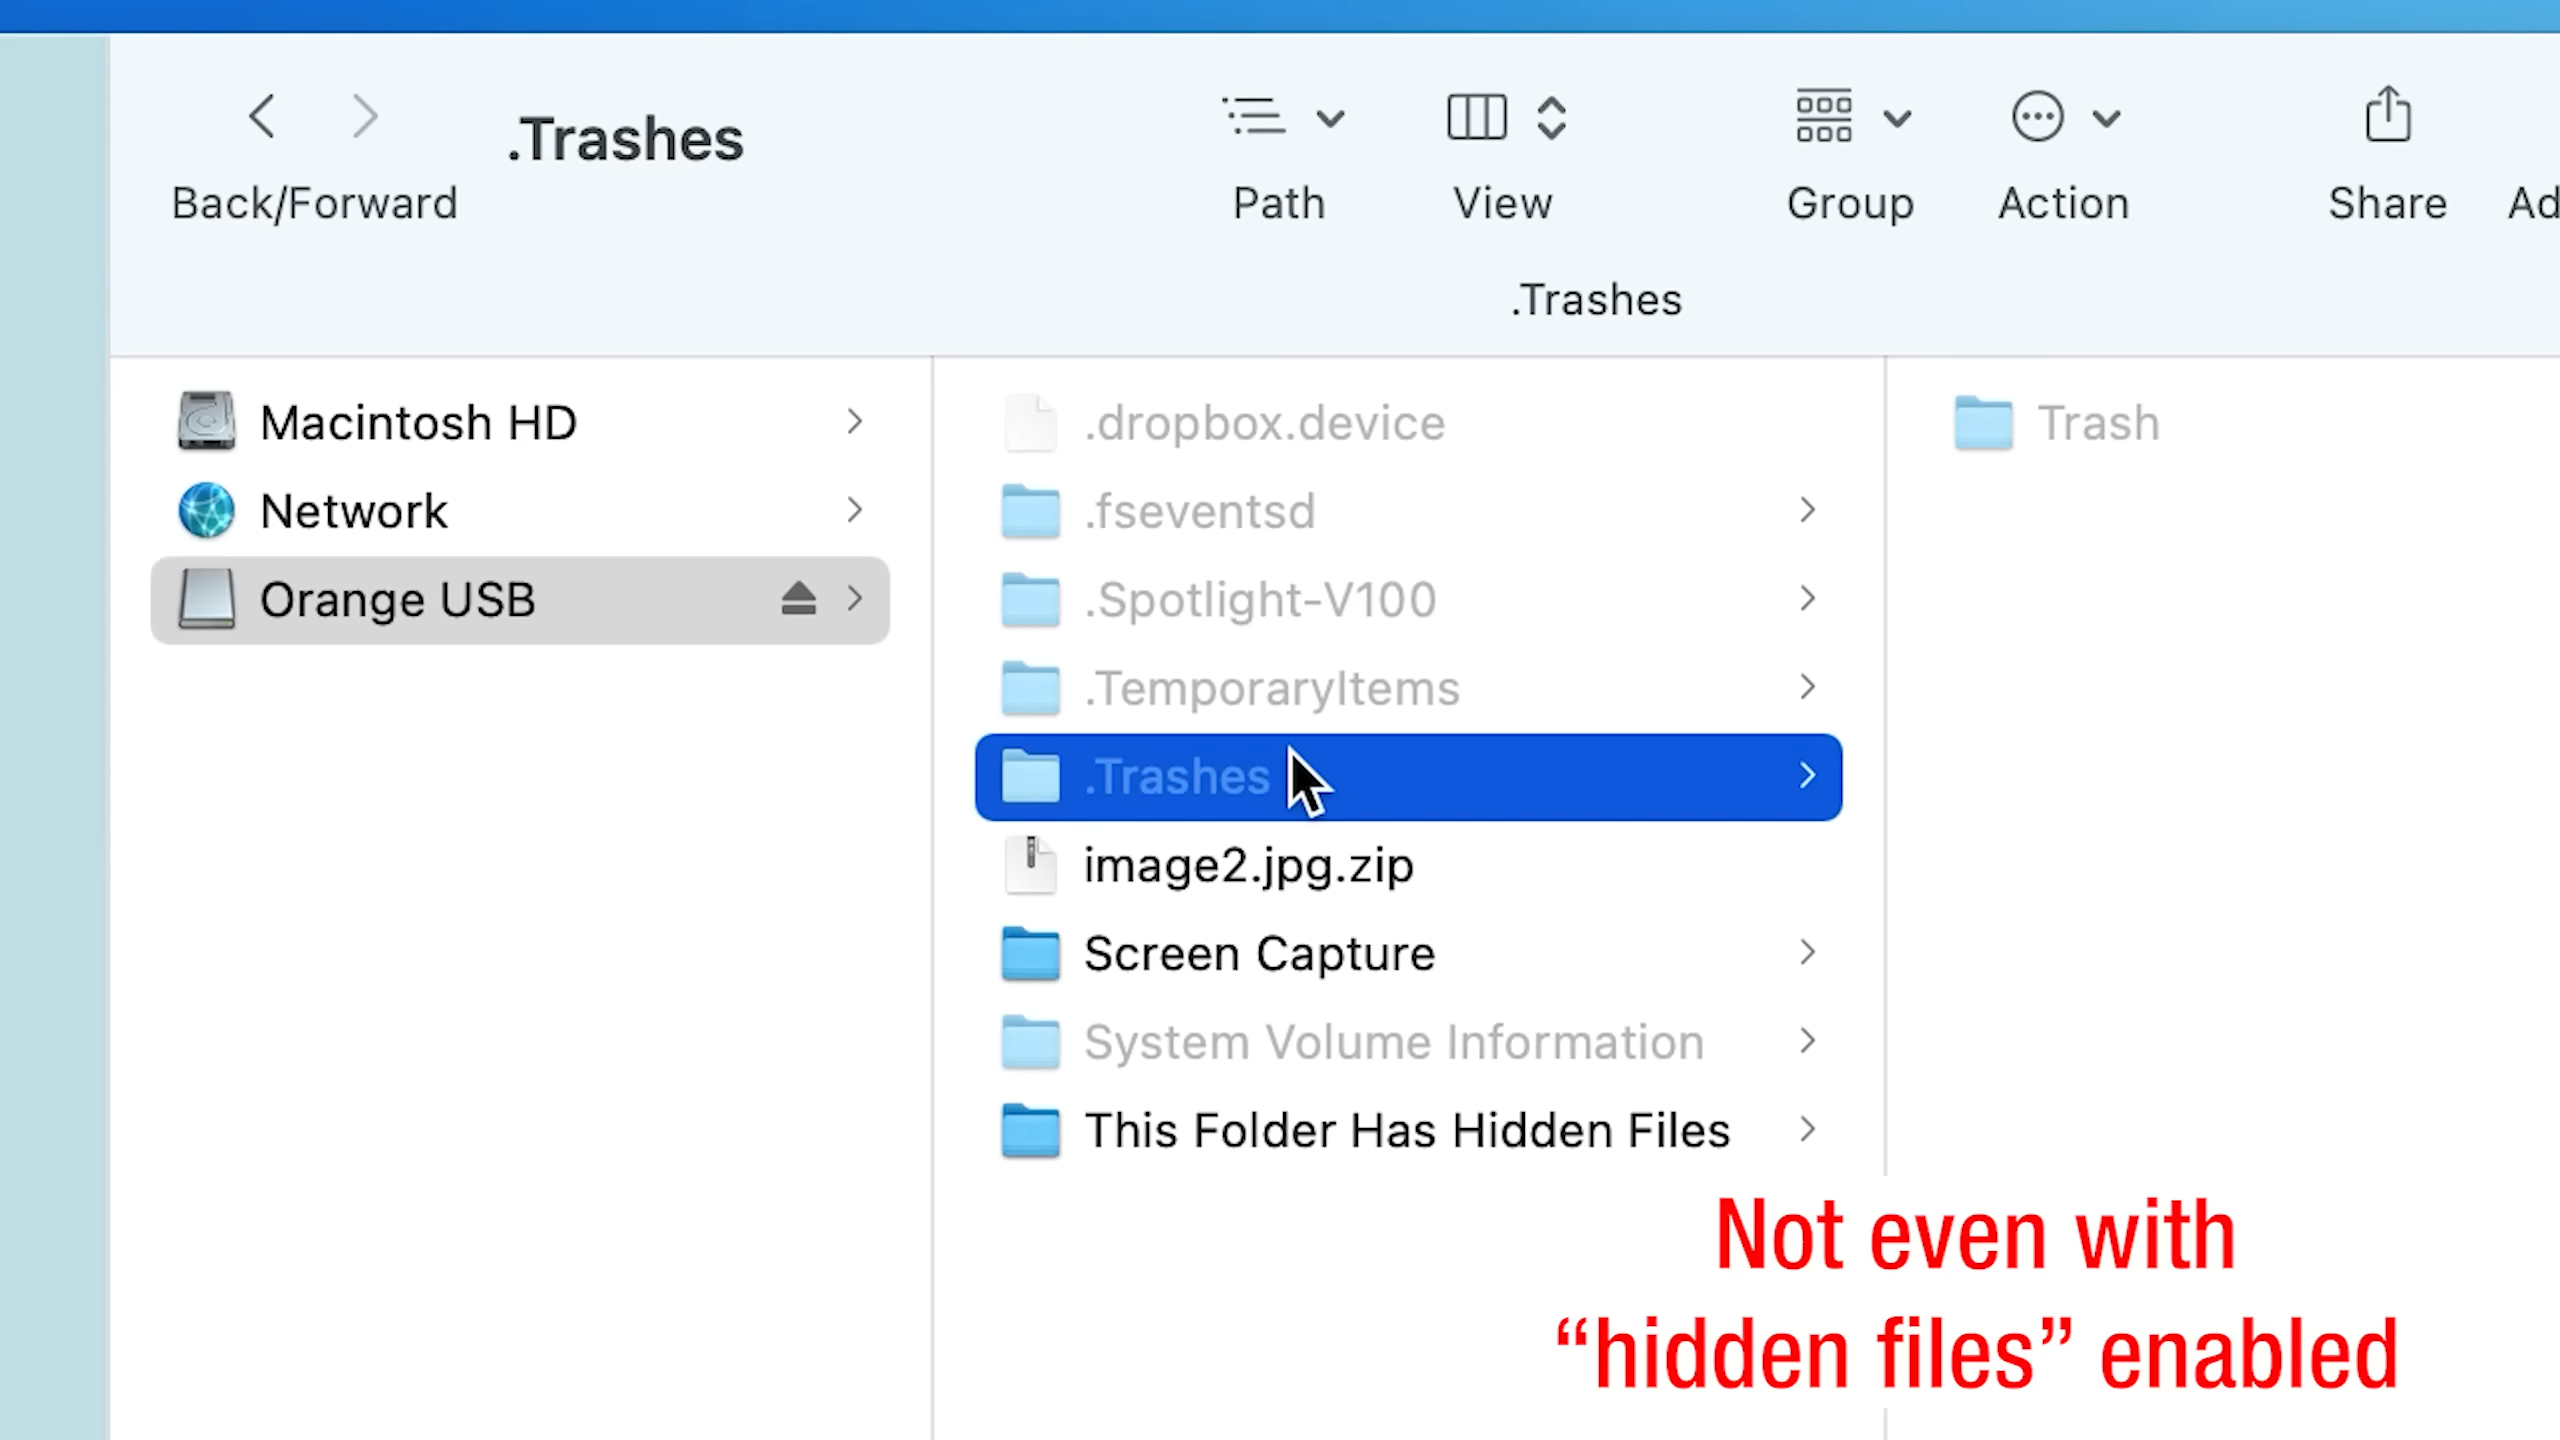 .Trashes
Back/Forward
Path
View
Group
Action
Share
Ad
.Trashes
Macintosh HD
Network
Orange USB
.dropbox.device
.fseventsd
.Spotlight-V100
.TemporaryItems
.Trashes
image2.jpg.zip
Screen Capture
System Volume Information
This Folder Has Hidden Files
Trash
Not even with
“hidden files” enabled